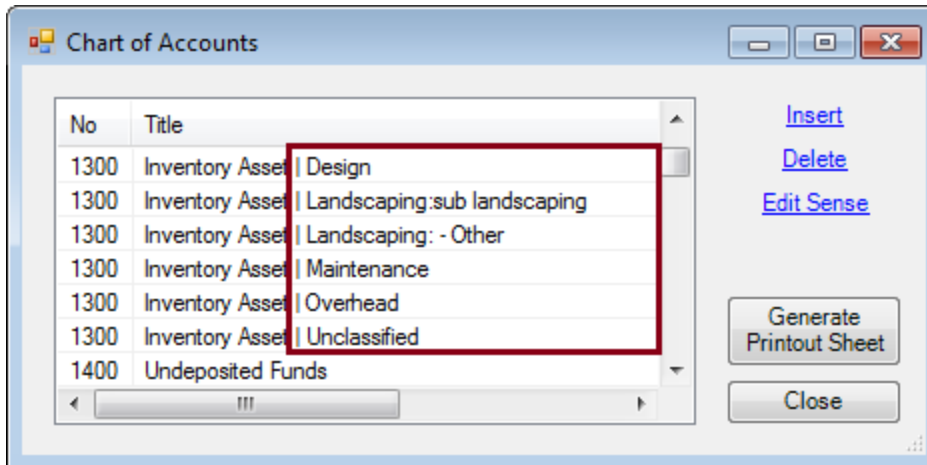 Chart of Accounts
No Title
1300 Inventory Asset | Design
1300 Inventory Asset | Landscaping:sub landscaping
1300 Inventory Asset | Landscaping: - Other
1300 Inventory Asset | Maintenance
1300 Inventory Asset | Overhead
1300 Inventory Asset | Unclassified
1400 Undeposited Funds
Insert
Delete
Edit Sense
Generate
Printout Sheet
Close